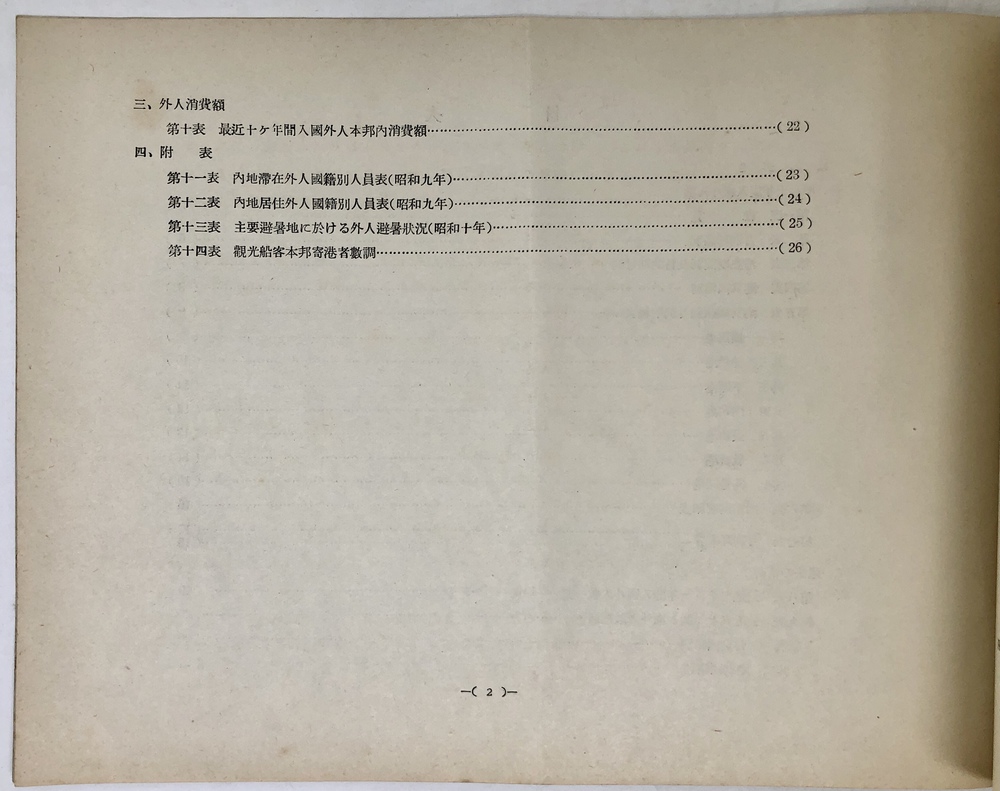 三、外人消費額
第十表　最近十ヶ年間入國外人本邦內消費額……………………………………………………(22)
四、附　　表
第十一表　內地滯在外人國籍別人員表(昭和九年)………………………………………………(23)
第十二表　內地居住外人國籍別人員表(昭和九年)………………………………………………(24)
第十三表　主要避暑地に於ける外人避暑狀況(昭和十年)…………………………………………(25)
第十四表　觀光船客本邦寄港者數調……………………………………………………………(26)
—( 2 )—